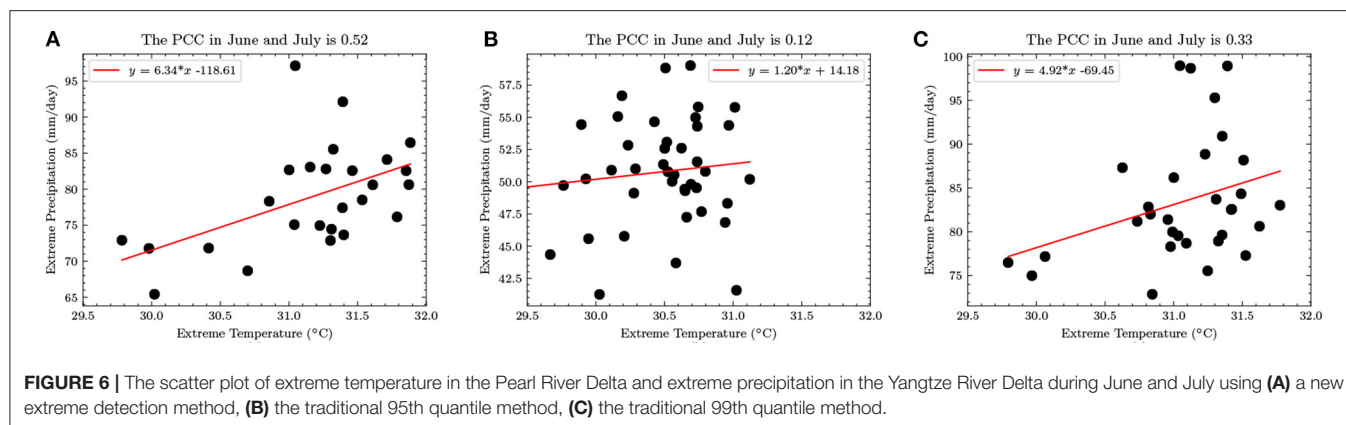 A
The PCC in June and July is 0.52
y = 6.34*x -118.61
95
90
85
80
75
70
65
Extreme Precipitation (mm/day)
29.5 30.0 30.5 31.0 31.5 32.0
Extreme Temperature (°C)
B
The PCC in June and July is 0.12
y = 1.20*x + 14.18
57.5
55.0
52.5
50.0
47.5
45.0
42.5
Extreme Precipitation (mm/day)
29.5 30.0 30.5 31.0 31.5 32.0
Extreme Temperature (°C)
C
The PCC in June and July is 0.33
y = 4.92*x -69.45
100
95
90
85
80
75
Extreme Precipitation (mm/day)
29.5 30.0 30.5 31.0 31.5 32.0
Extreme Temperature (°C)
FIGURE 6 | The scatter plot of extreme temperature in the Pearl River Delta and extreme precipitation in the Yangtze River Delta during June and July using (A) a new
extreme detection method, (B) the traditional 95th quantile method, (C) the traditional 99th quantile method.